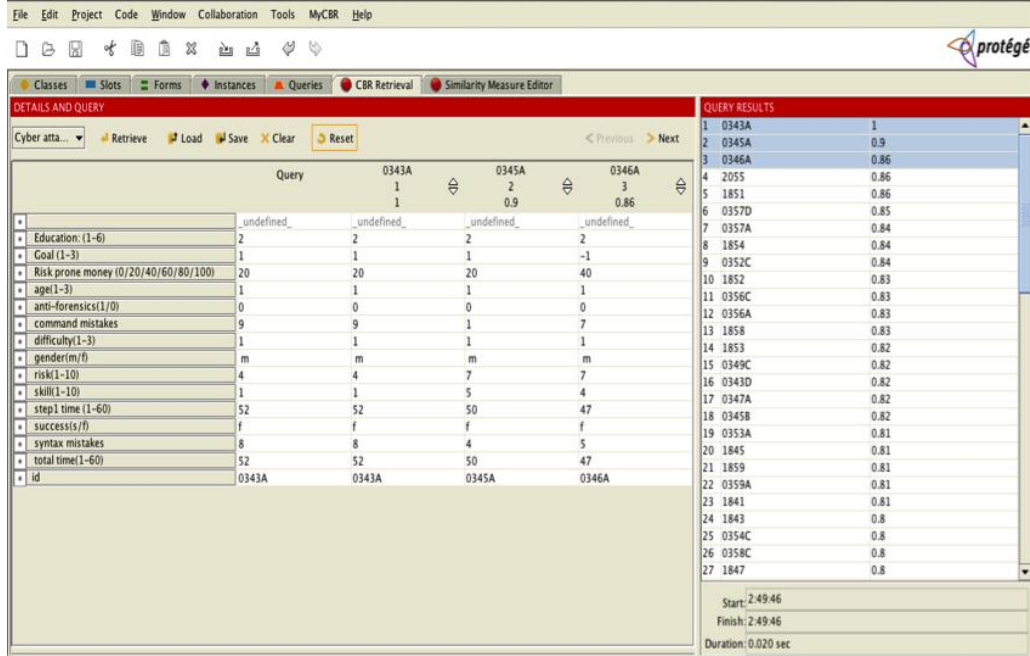 File Edit Project Code Window Collaboration Tools MyCBR Help
protégé
Classes Slots Forms Instances Queries CBR Retrieval Similarity Measure Editor
DETAILS AND QUERY
Cyber atta... Retrieve Load Save Clear Reset Previous Next
Query 0343A 0345A 0346A
1 2 3
1 0.9 0.86
_undefined_ _undefined_ _undefined_ _undefined_
Education: (1-6) 2 2 2 2
Goal (1-3) 1 1 1 -1
Risk prone money (0/20/40/60/80/100) 20 20 20 40
age(1-3) 1 1 1 1
anti-forensics(1/0) 0 0 0 0
command mistakes 9 9 1 7
difficulty(1-3) 1 1 1 1
gender(m/f) m m m m
risk(1-10) 4 4 7 7
skill(1-10) 1 1 5 4
step1 time (1-60) 52 52 50 47
success(s/f) f f f f
syntax mistakes 8 8 4 5
total time(1-60) 52 52 50 47
id 0343A 0343A 0345A 0346A
QUERY RESULTS
1 0343A 1
2 0345A 0.9
3 0346A 0.86
4 2055 0.86
5 1851 0.86
6 0357D 0.85
7 0357A 0.84
8 1854 0.84
9 0352C 0.84
10 1852 0.83
11 0356C 0.83
12 0356A 0.83
13 1858 0.83
14 1853 0.82
15 0349C 0.82
16 0343D 0.82
17 0347A 0.82
18 0345B 0.82
19 0353A 0.81
20 1845 0.81
21 1859 0.81
22 0359A 0.81
23 1841 0.81
24 1843 0.8
25 0354C 0.8
26 0358C 0.8
27 1847 0.8
Start: 2:49:46
Finish: 2:49:46
Duration: 0.020 sec